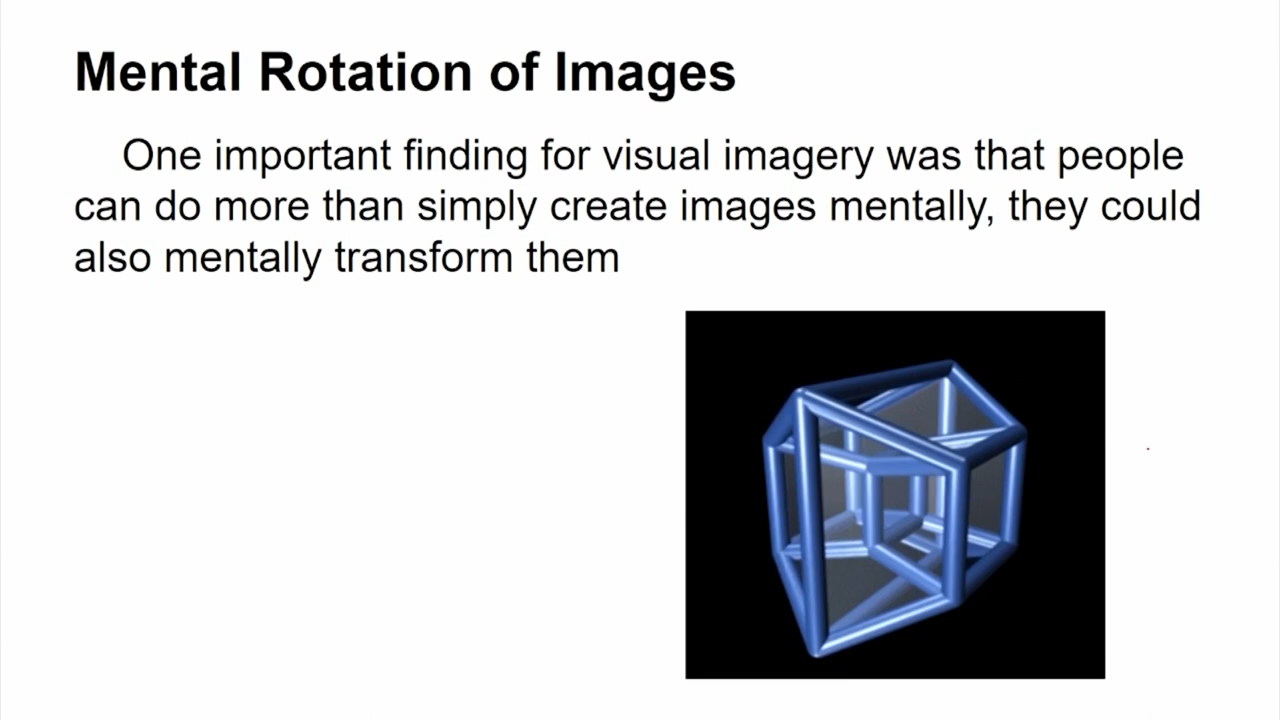 Mental Rotation of Images
One important finding for visual imagery was that people
can do more than simply create images mentally, they could
also mentally transform them